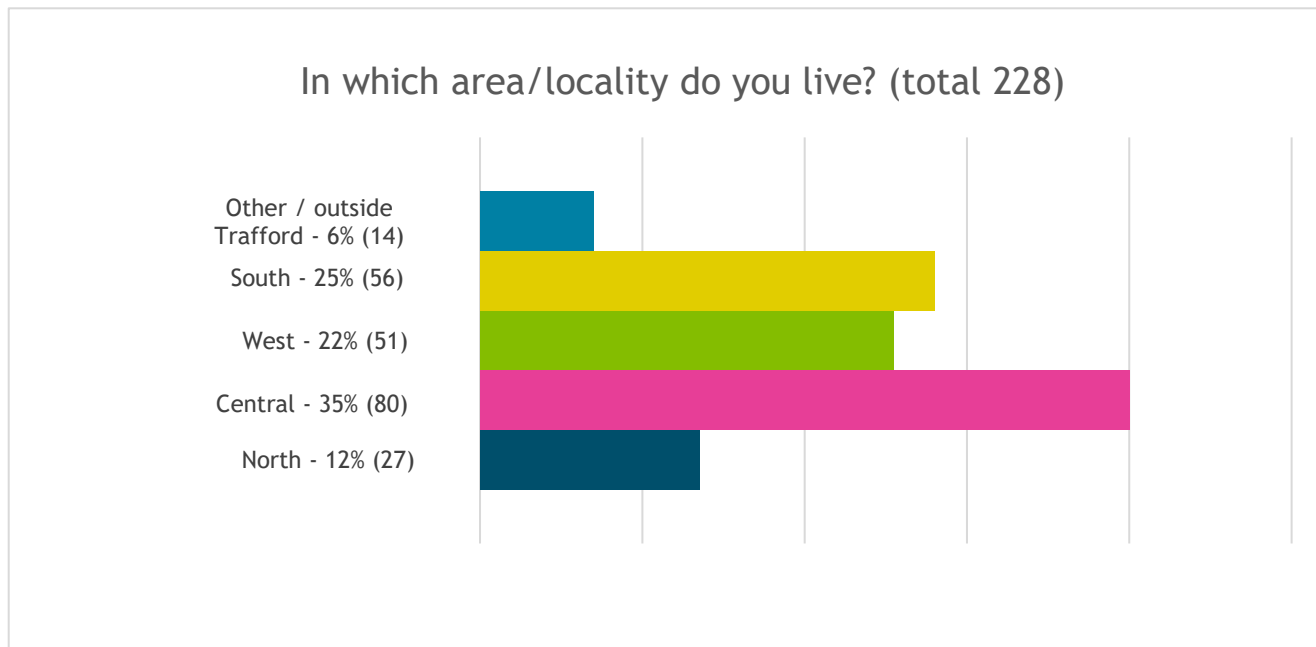 In which area/locality do you live? (total 228)
Other / outside
Trafford - 6% (14)
South - 25% (56)
West - 22% (51)
Central - 35% (80)
North - 12% (27)